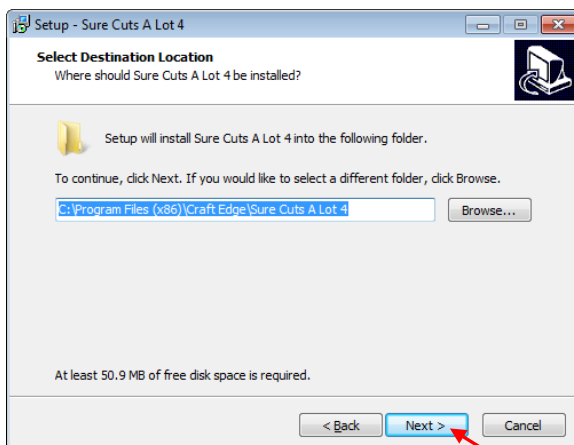 Setup - Sure Cuts A Lot 4
Select Destination Location
Where should Sure Cuts A Lot 4 be installed?
Setup will install Sure Cuts A Lot 4 into the following folder.
To continue, click Next. If you would like to select a different folder, click Browse.
C:\Program Files (x86)\Craft Edge\Sure Cuts A Lot 4
Browse...
At least 50.9 MB of free disk space is required.
< Back
Next >
Cancel